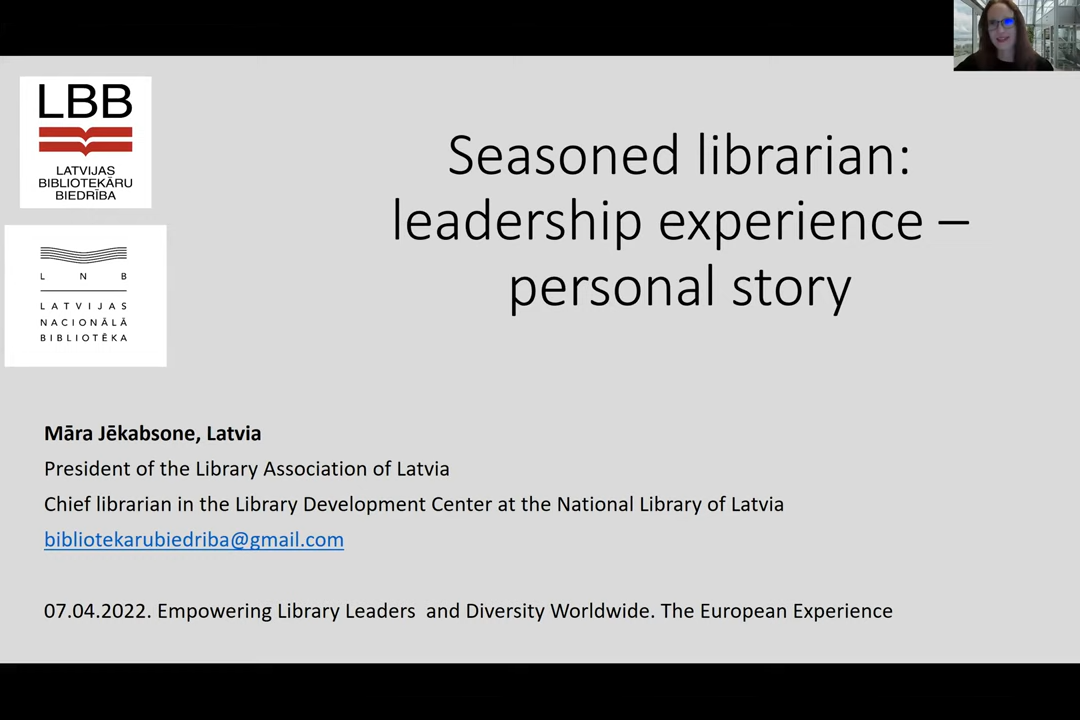 LBB
LATVIJAS
BIBLIOTEKĀRU
BIEDRĪBA
L N B
LATVIJAS
NACIONĀLĀ
BIBLIOTĒKA
Seasoned librarian:
leadership experience –
personal story
Māra Jēkabsone, Latvia
President of the Library Association of Latvia
Chief librarian in the Library Development Center at the National Library of Latvia
bibliotekarubiedriba@gmail.com
07.04.2022. Empowering Library Leaders  and Diversity Worldwide. The European Experience